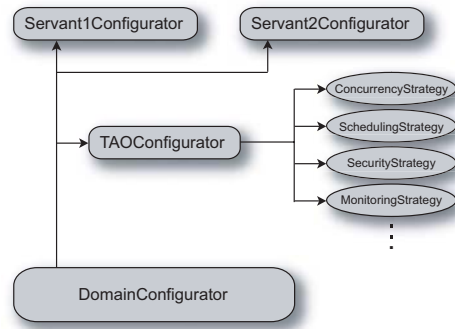 Servant1Configurator
Servant2Configurator
ConcurrencyStrategy
TAOConfigurator
SchedulingStrategy
SecurityStrategy
MonitoringStrategy
DomainConfigurator